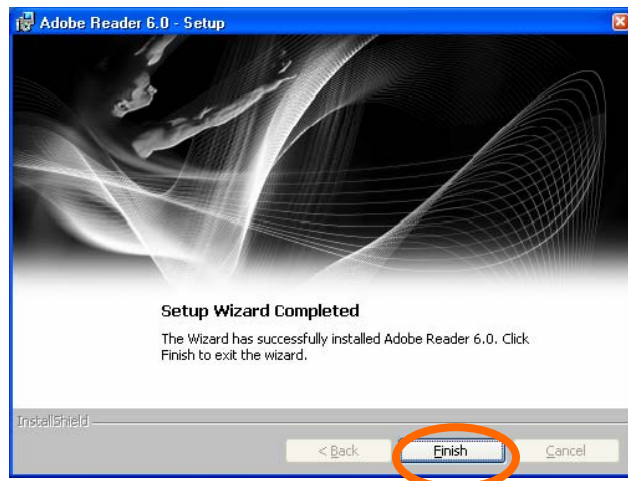 Adobe Reader 6.0 - Setup
Setup Wizard Completed
The Wizard has successfully installed Adobe Reader 6.0. Click
Finish to exit the wizard.
InstallShield
< Back Finish Cancel